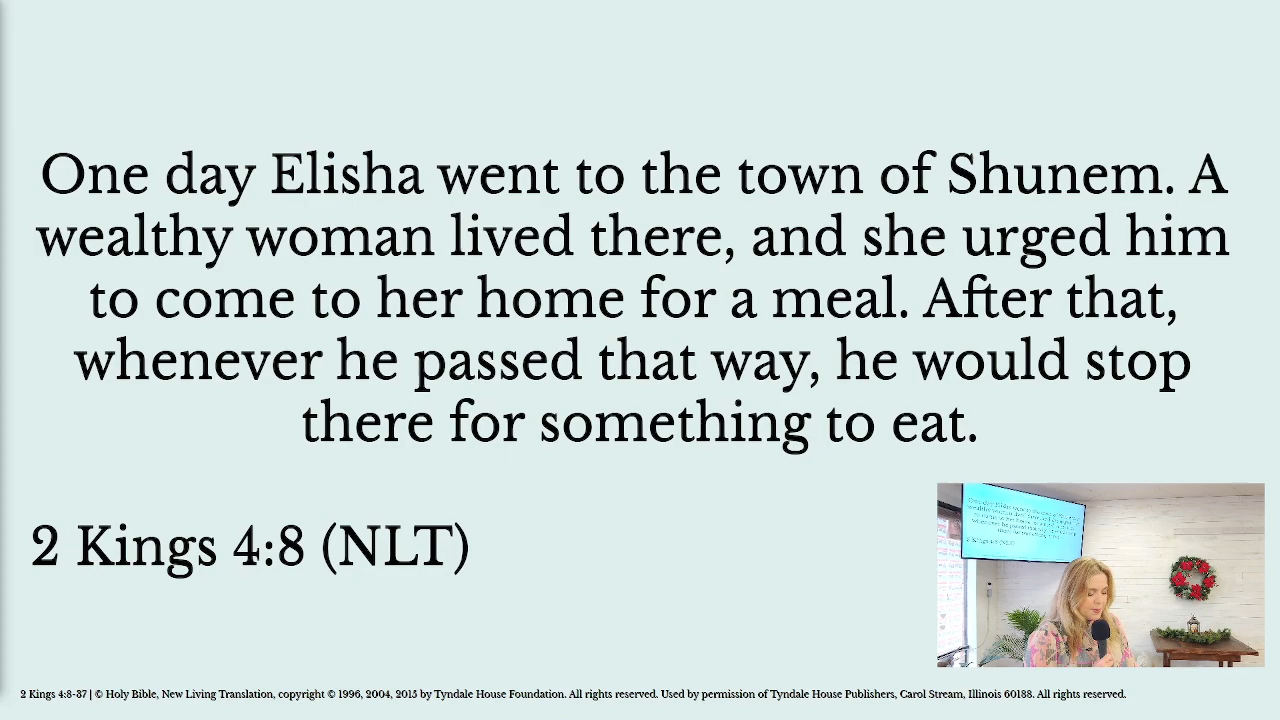 One day Elisha went to the town of Shunem. A
wealthy woman lived there, and she urged him
to come to her home for a meal. After that,
whenever he passed that way, he would stop
there for something to eat.
2 Kings 4:8 (NLT)
2 Kings 4:8-37 | © Holy Bible, New Living Translation, copyright © 1996, 2004, 2015 by Tyndale House Foundation. All rights reserved. Used by permission of Tyndale House Publishers, Carol Stream, Illinois 60188. All rights reserved.